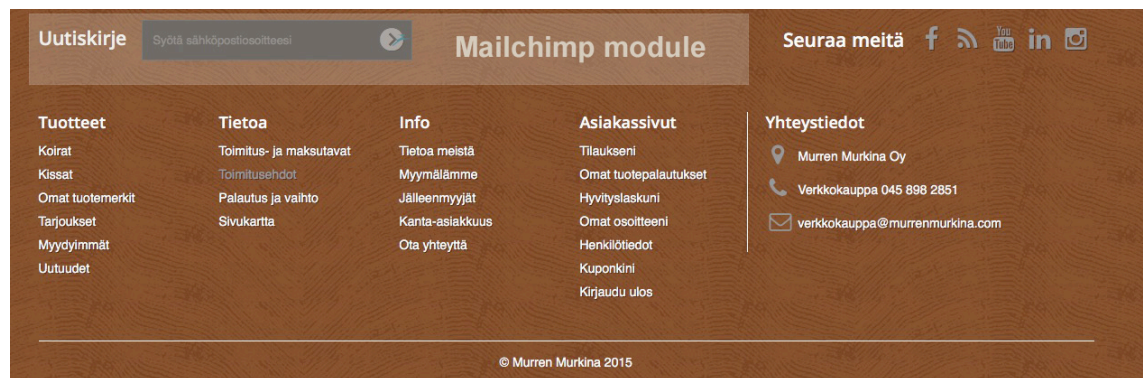 Uutiskirje
Syötä sähköpostiosoitteesi
Mailchimp module
Seuraa meitä
You
Tube
in
Tuotteet
Koirat
Kissat
Omat tuotemerkit
Tarjoukset
Myydyimmät
Uutuudet
Tietoa
Toimitus- ja maksutavat
Toimitusehdot
Palautus ja vaihto
Sivukartta
Info
Tietoa meistä
Myymälämme
Jälleenmyyjät
Kanta-asiakkuus
Ota yhteyttä
Asiakassivut
Tilaukseni
Omat tuotepalautukset
Hyvityslaskuni
Omat osoitteeni
Henkilötiedot
Kuponkini
Kirjaudu ulos
Yhteystiedot
Murren Murkina Oy
Verkkokauppa 045 898 2851
verkkokauppa@murrenmurkina.com
© Murren Murkina 2015